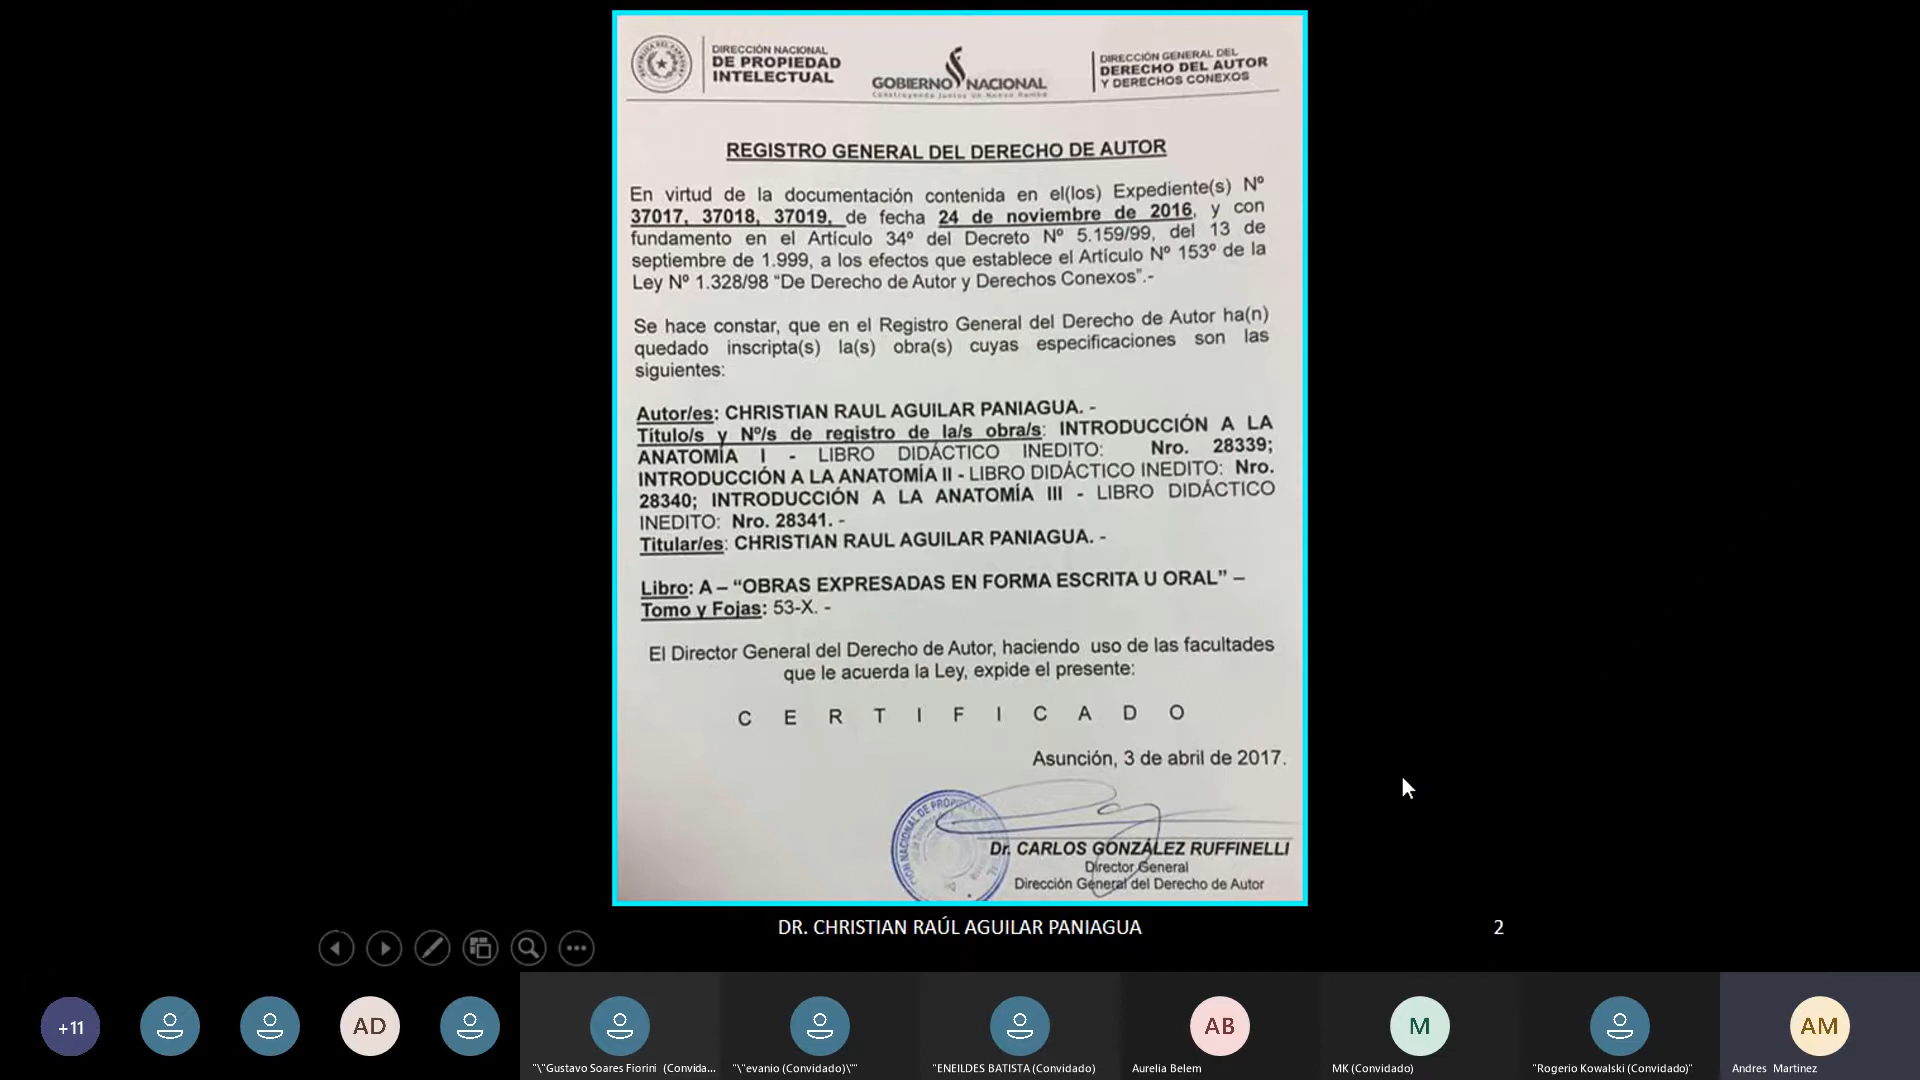 DIRECCIÓN NACIONAL
DE PROPIEDAD
INTELECTUAL
GOBIERNO NACIONAL
Construyendo Juntos Un Nuevo Rumbo
DIRECCIÓN GENERAL DEL
DERECHO DEL AUTOR
Y DERECHOS CONEXOS
REGISTRO GENERAL DEL DERECHO DE AUTOR
En virtud de la documentación contenida en el(los) Expediente(s) Nº
37017, 37018, 37019, de fecha 24 de noviembre de 2016, y con
fundamento en el Artículo 34º del Decreto Nº 5.159/99, del 13 de
septiembre de 1.999, a los efectos que establece el Artículo Nº 153º de la
Ley Nº 1.328/98 “De Derecho de Autor y Derechos Conexos”.-
Se hace constar, que en el Registro General del Derecho de Autor ha(n)
quedado inscripta(s) la(s) obra(s) cuyas especificaciones son las
siguientes:
Autor/es: CHRISTIAN RAUL AGUILAR PANIAGUA. -
Título/s y Nº/s de registro de la/s obra/s: INTRODUCCIÓN A LA
ANATOMÍA I - LIBRO DIDÁCTICO INEDITO: Nro. 28339;
INTRODUCCIÓN A LA ANATOMÍA II - LIBRO DIDÁCTICO INEDITO: Nro.
28340; INTRODUCCIÓN A LA ANATOMÍA III - LIBRO DIDÁCTICO
INEDITO: Nro. 28341. -
Titular/es: CHRISTIAN RAUL AGUILAR PANIAGUA. -
Libro: A – “OBRAS EXPRESADAS EN FORMA ESCRITA U ORAL” –
Tomo y Fojas: 53-X. -
El Director General del Derecho de Autor, haciendo uso de las facultades
que le acuerda la Ley, expide el presente:
C E R T I F I C A D O
Asunción, 3 de abril de 2017.
Dr. CARLOS GONZÁLEZ RUFFINELLI
Director General
Dirección General del Derecho de Autor
DR. CHRISTIAN RAÚL AGUILAR PANIAGUA
2
+11
AD
AB
M
AM
"\"Gustavo Soares Fiorini (Convida...
"\"evanio (Convidado)\""
"ENEILDES BATISTA (Convidado)
Aurelia Belem
MK (Convidado)
"Rogerio Kowalski (Convidado)"
Andres Martinez